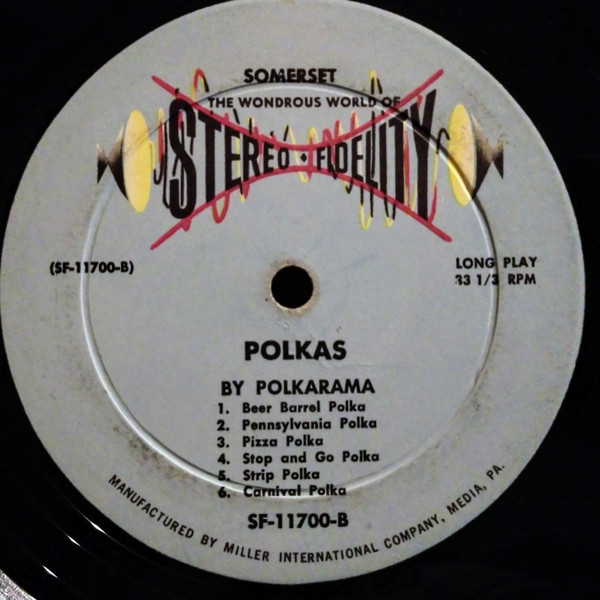 SOMERSET
THE WONDROUS WORLD OF
STEREO · FIDELITY
(SF-11700-B)
LONG PLAY
33 1/3 RPM
POLKAS
BY POLKARAMA
1. Beer Barrel Polka
2. Pennsylvania Polka
3. Pizza Polka
4. Stop and Go Polka
5. Strip Polka
6. Carnival Polka
SF-11700-B
MANUFACTURED BY MILLER INTERNATIONAL COMPANY, MEDIA, PA.